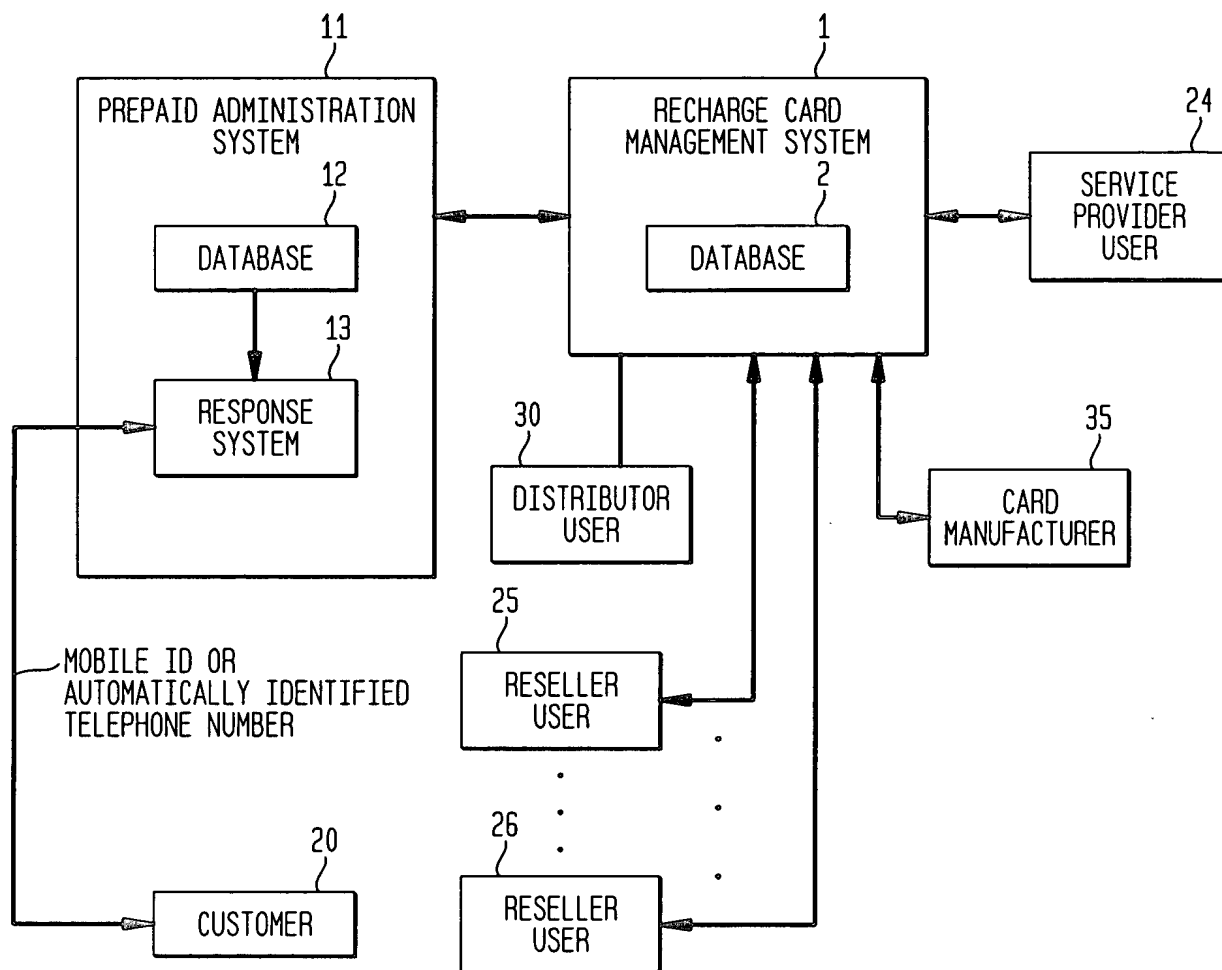 11
PREPAID ADMINISTRATION
SYSTEM
12
DATABASE
13
RESPONSE
SYSTEM
1
RECHARGE CARD
MANAGEMENT SYSTEM
2
DATABASE
24
SERVICE
PROVIDER
USER
30
DISTRIBUTOR
USER
35
CARD
MANUFACTURER
25
RESELLER
USER
MOBILE ID OR
AUTOMATICALLY IDENTIFIED
TELEPHONE NUMBER
20
CUSTOMER
26
RESELLER
USER